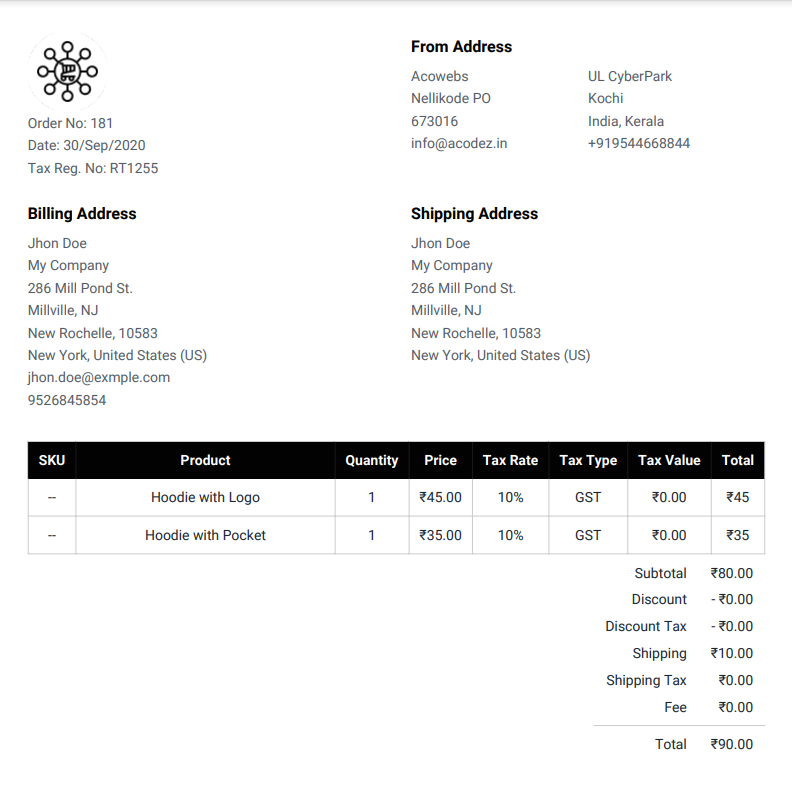 From Address
Acowebs UL CyberPark
Nellikode PO Kochi
673016 India, Kerala
info@acodez.in +919544668844
Order No: 181
Date: 30/Sep/2020
Tax Reg. No: RT1255
Billing Address
Jhon Doe
My Company
286 Mill Pond St.
Millville, NJ
New Rochelle, 10583
New York, United States (US)
jhon.doe@exmple.com
9526845854
Shipping Address
Jhon Doe
My Company
286 Mill Pond St.
Millville, NJ
New Rochelle, 10583
New York, United States (US)
SKU Product Quantity Price Tax Rate Tax Type Tax Value Total
-- Hoodie with Logo 1 ₹45.00 10% GST ₹0.00 ₹45
-- Hoodie with Pocket 1 ₹35.00 10% GST ₹0.00 ₹35
Subtotal ₹80.00
Discount - ₹0.00
Discount Tax - ₹0.00
Shipping ₹10.00
Shipping Tax ₹0.00
Fee ₹0.00
Total ₹90.00